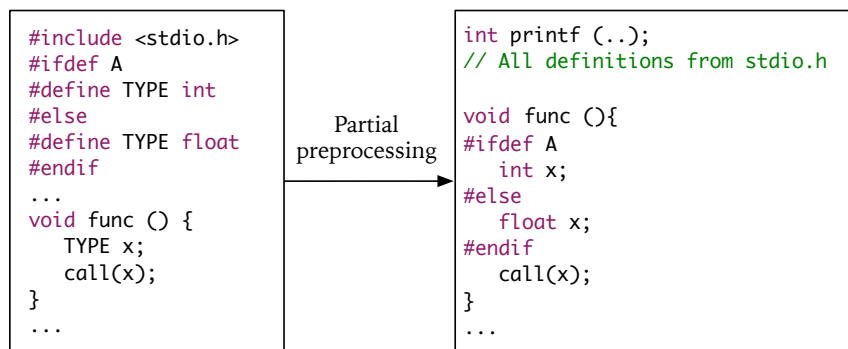 #include <stdio.h>
#ifdef A
#define TYPE int
#else
#define TYPE float
#endif
...
void func () {
   TYPE x;
   call(x);
}
...
Partial
preprocessing
int printf (..);
// All definitions from stdio.h

void func (){
#ifdef A
   int x;
#else
   float x;
#endif
   call(x);
}
...